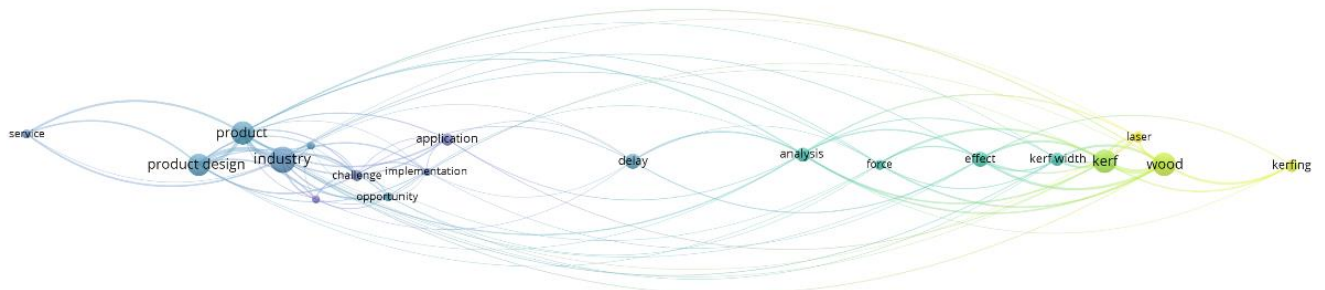 service
product
product design
industry
application
challenge
implementation
opportunity
delay
analysis
force
effect
kerf width
kerf
laser
wood
kerfing